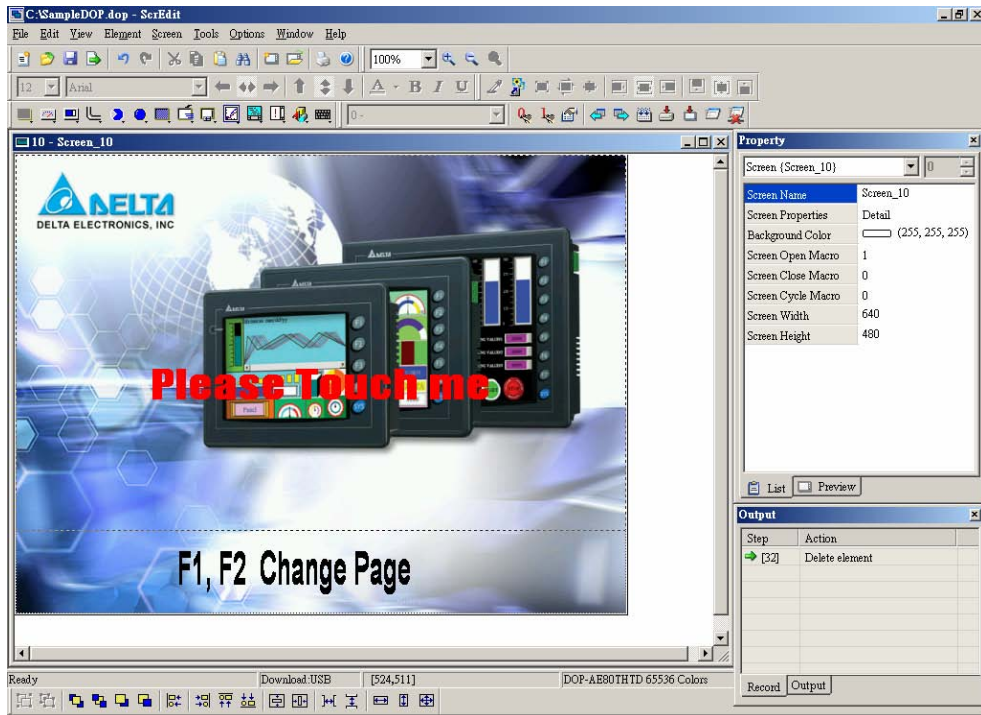 C:\SampleDOP.dop - ScrEdit
File Edit View Element Screen Tools Options Window Help
100%
12 Arial
A B I U
0 -
10 - Screen_10
DELTA
DELTA ELECTRONICS, INC
Please Touch me
F1, F2 Change Page
Property
Screen {Screen_10} 0
Screen Name Screen_10
Screen Properties Detail
Background Color (255, 255, 255)
Screen Open Macro 1
Screen Close Macro 0
Screen Cycle Macro 0
Screen Width 640
Screen Height 480
List Preview
Output
Step Action
[32] Delete element
Record Output
Ready Download:USB [524,511] DOP-AE80THTD 65536 Colors